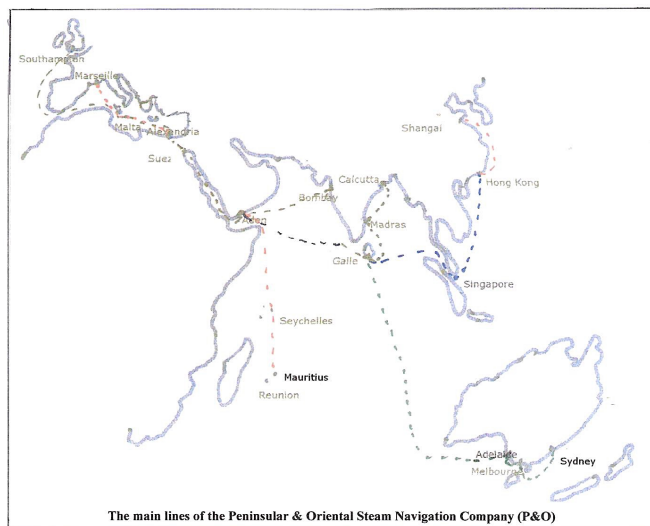 Southampton
Marseille
Malta
Alexandria
Suez
Aden
Bombay
Calcutta
Madras
Galle
Shangai
Hong Kong
Singapore
Seychelles
Mauritius
Reunion
Adelaide
Melbourne
Sydney
The main lines of the Peninsular & Oriental Steam Navigation Company (P&O)